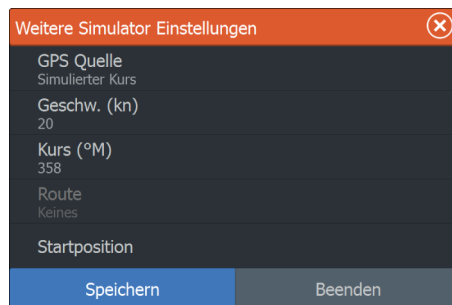 Weitere Simulator Einstellungen
GPS Quelle
Simulierter Kurs
Geschw. (kn)
20
Kurs (°M)
358
Route
Keines
Startposition
Speichern
Beenden